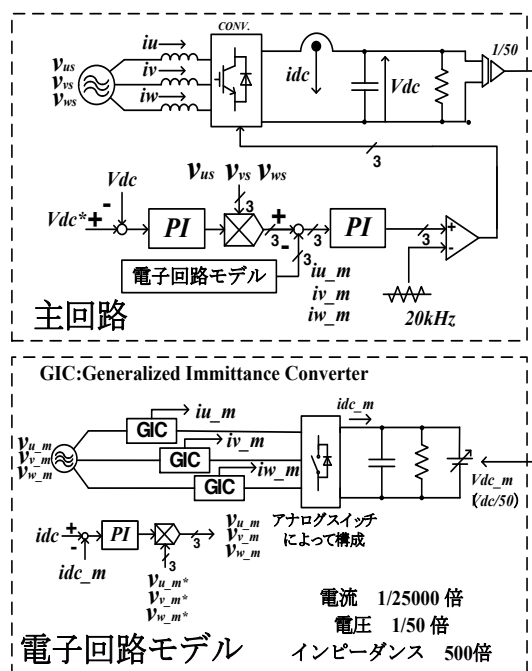 CONV.
1/50
iu
iv
iw
vus
vvs
vws
idc
Vdc
3
vus vvs vws
Vdc
Vdc*
+
-
3
PI
3
+
-
3
PI
3
+
-
電子回路モデル
3
iu_m
iv_m
iw_m
20kHz
主回路
GIC:Generalized Immittance Converter
iu_m
idc_m
GIC
iv_m
vu_m
vv_m
vw_m
GIC
iw_m
GIC
Vdc_m
(Vdc/50)
アナログスイッチ
によって構成
idc
+
-
PI
3
vu_m
vv_m
vw_m
idc_m
3
vu_m*
vv_m*
vw_m*
電流 1/25000 倍
電圧 1/50 倍
インピーダンス 500倍
電子回路モデル